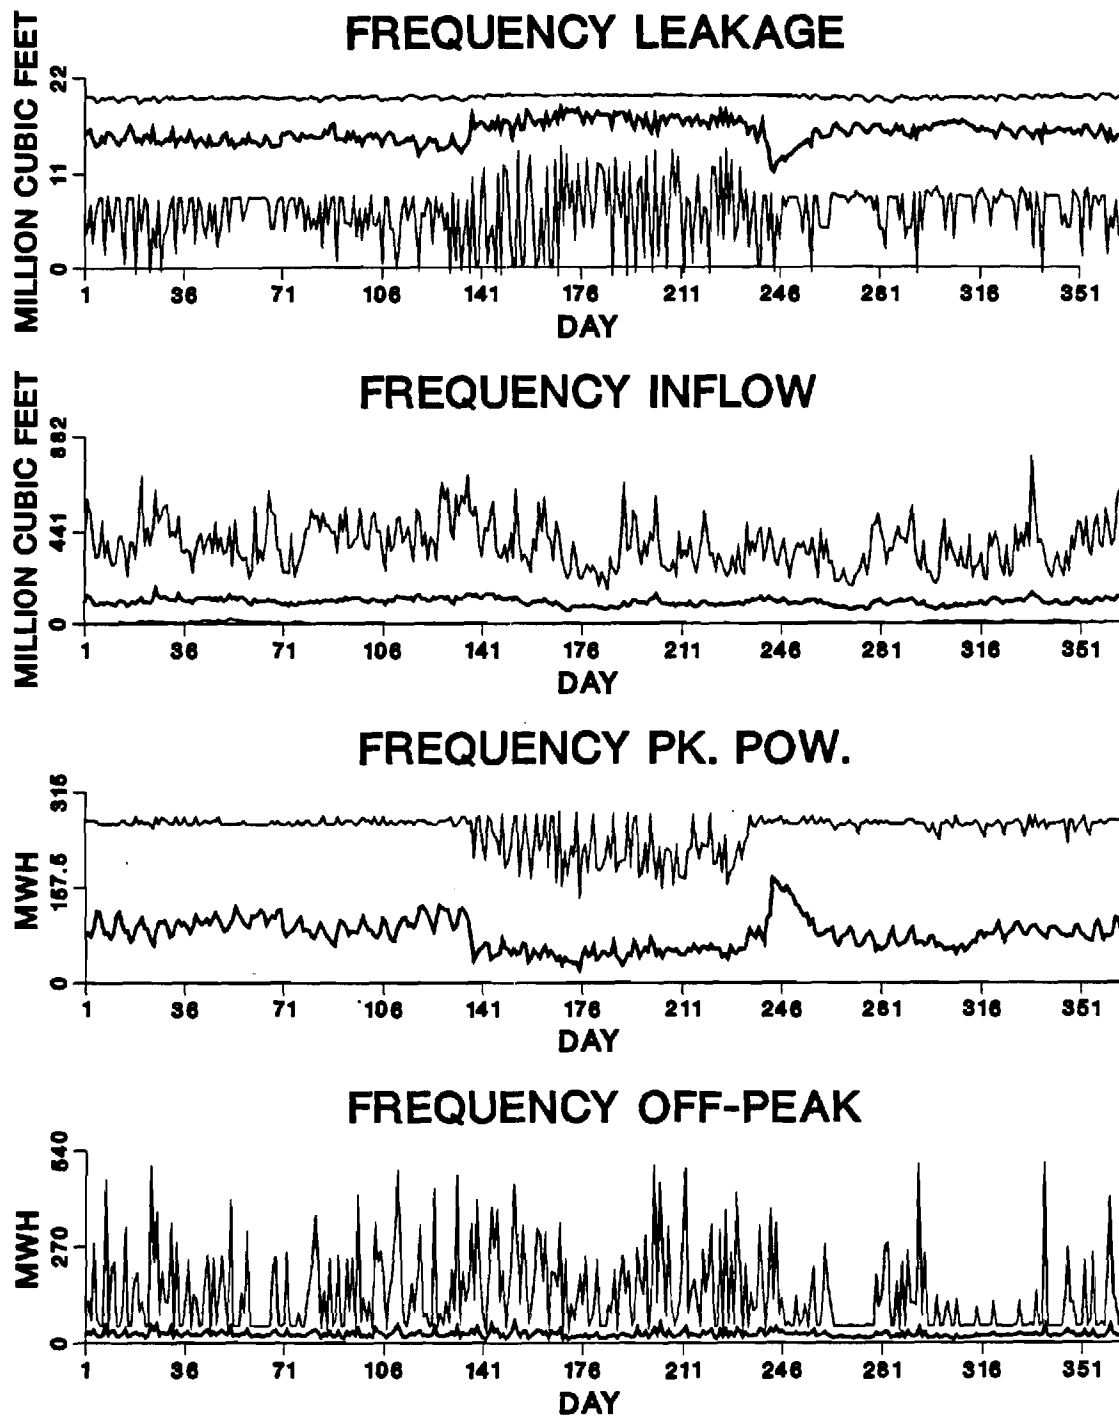 FREQUENCY LEAKAGE
MILLION CUBIC FEET
22
11
0
1 36 71 106 141 176 211 246 281 316 351
DAY
FREQUENCY INFLOW
MILLION CUBIC FEET
882
441
0
1 36 71 106 141 176 211 246 281 316 351
DAY
FREQUENCY PK. POW.
MWH
315
157.5
0
1 36 71 106 141 176 211 246 281 316 351
DAY
FREQUENCY OFF-PEAK
MWH
540
270
0
1 36 71 106 141 176 211 246 281 316 351
DAY